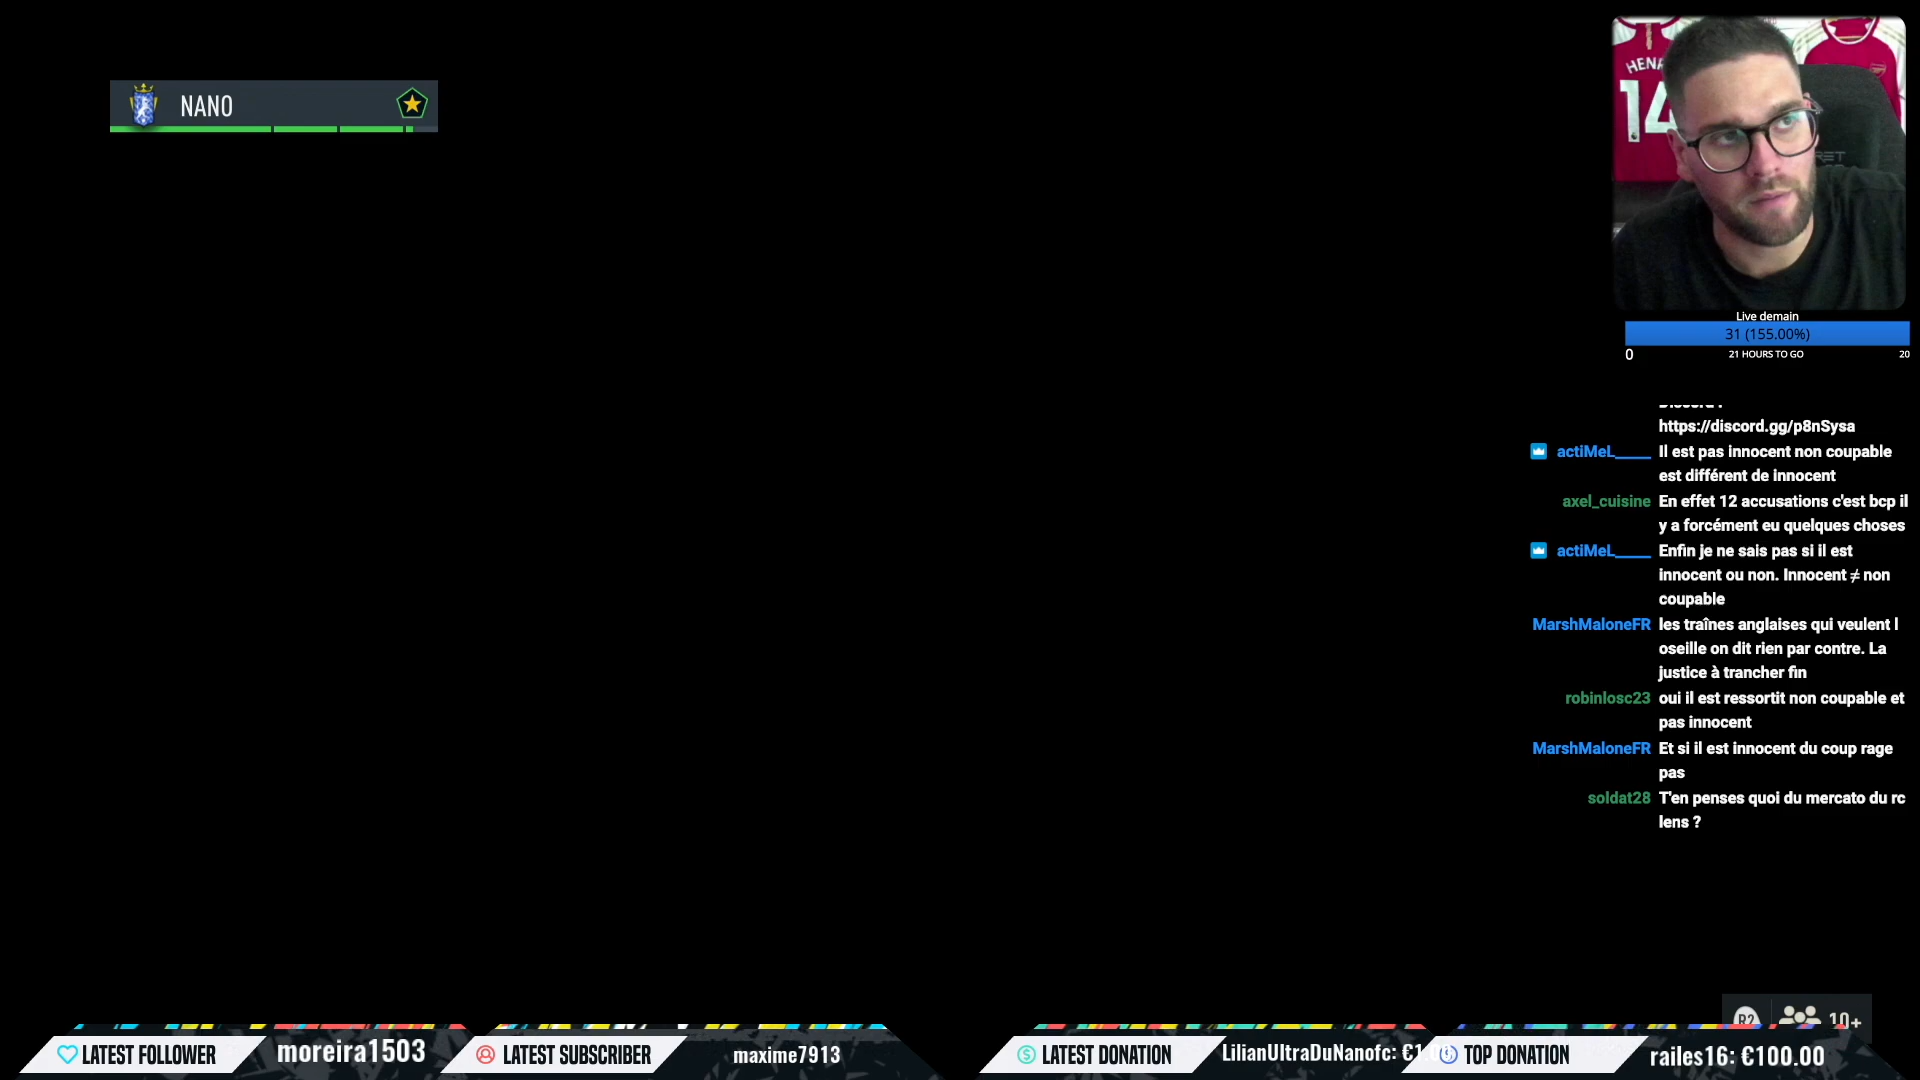 NANO
HEN
14
Live demain
31 (155.00%)
0
21 HOURS TO GO
20
https://discord.gg/p8nSysa
actiMeL_____ Il est pas innocent non coupable
est différent de innocent
axel_cuisine En effet 12 accusations c'est bcp il
y a forcément eu quelques choses
actiMeL_____ Enfin je ne sais pas si il est
innocent ou non. Innocent ≠ non
coupable
MarshMaloneFR les traînes anglaises qui veulent l
oseille on dit rien par contre. La
justice à trancher fin
robinlosc23 oui il est ressortit non coupable et
pas innocent
MarshMaloneFR Et si il est innocent du coup rage
pas
soldat28 T'en penses quoi du mercato du rc
lens ?
R2
10+
LATEST FOLLOWER
moreira1503
LATEST SUBSCRIBER
maxime7913
LATEST DONATION
LilianUltraDuNanofc:
TOP DONATION
railes16: €100.00